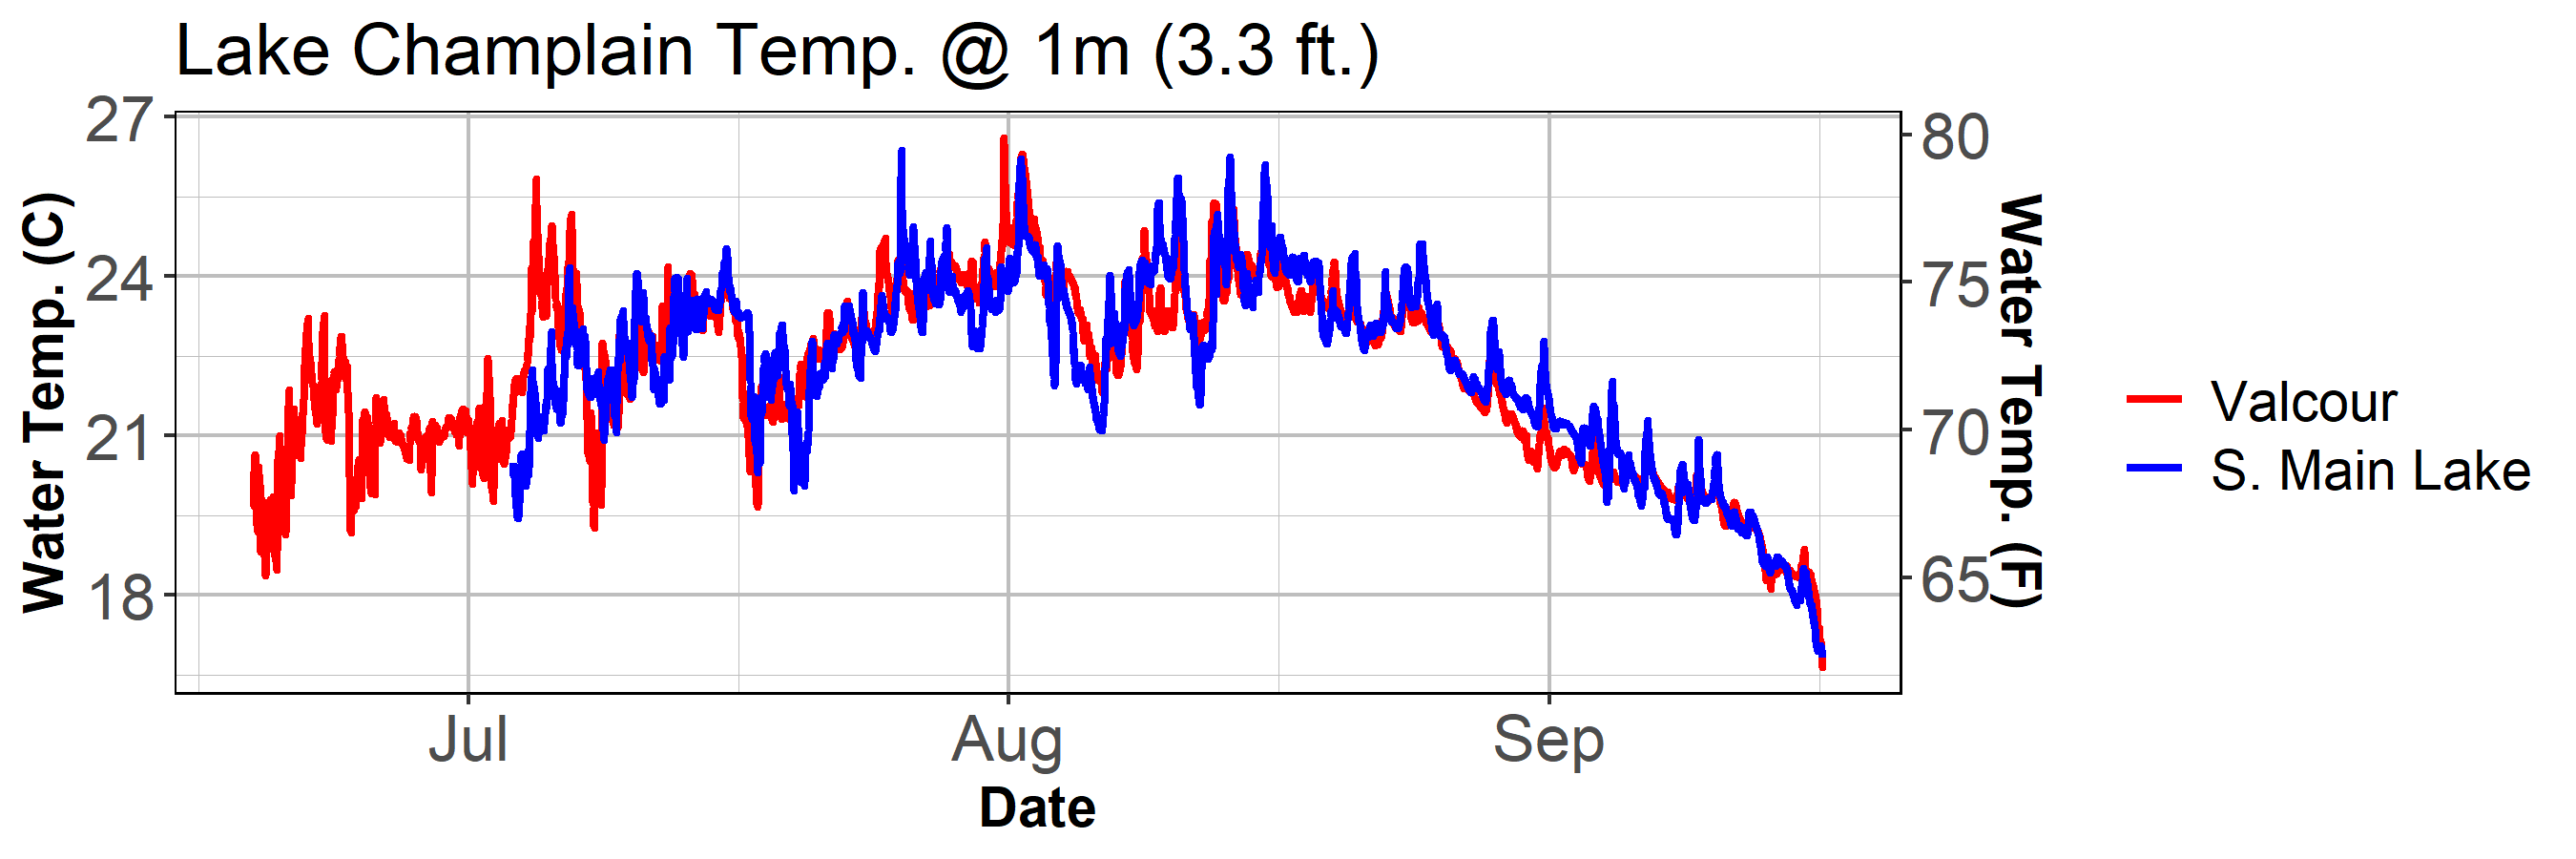 Lake Champlain Temp. @ 1m (3.3 ft.)
Water Temp. (C)
27
24
21
18
80
75
70
65
Water Temp. (F)
Jul
Aug
Sep
Date
Valcour
S. Main Lake